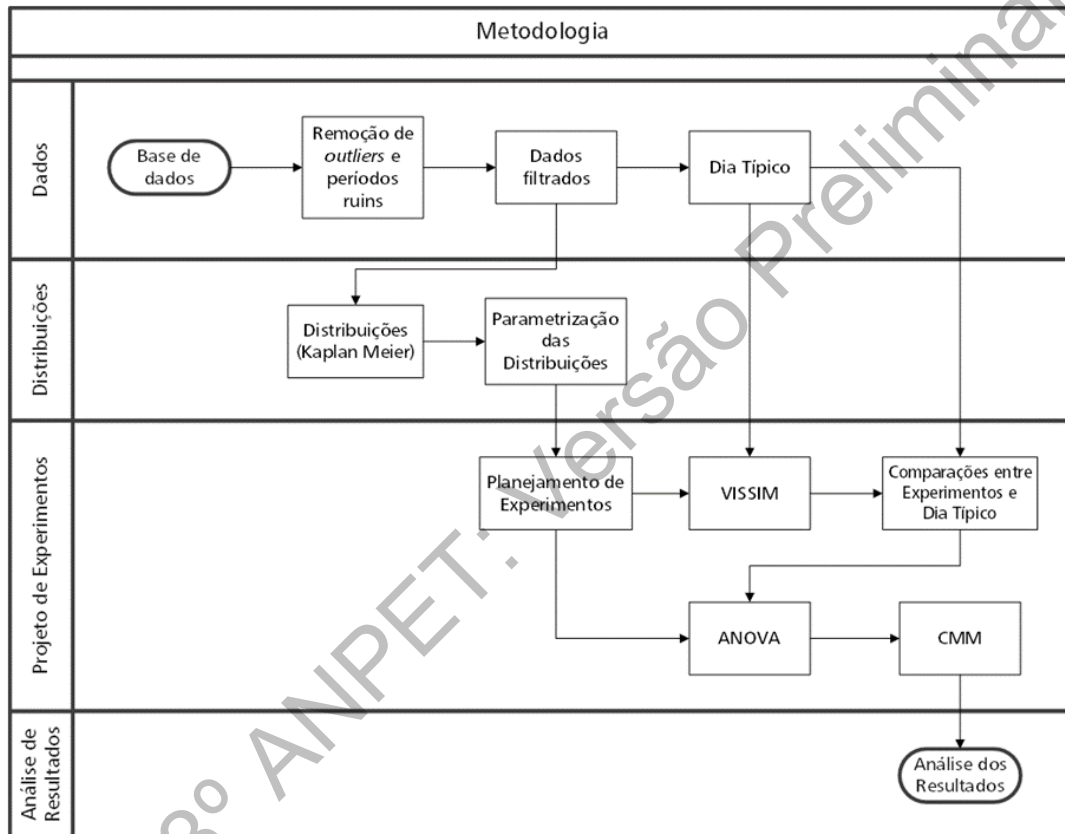 Metodologia
Dados
Base de
dados
Remoção de
outliers e
períodos
ruins
Dados
filtrados
Dia Típico
Distribuições
Distribuições
(Kaplan Meier)
Parametrização
das
Distribuições
Projeto de Experimentos
Planejamento de
Experimentos
VISSIM
Comparações entre
Experimentos e
Dia Típico
ANOVA
CMM
Análise de
Resultados
Análise dos
Resultados
8º ANPET: Versão Preliminar